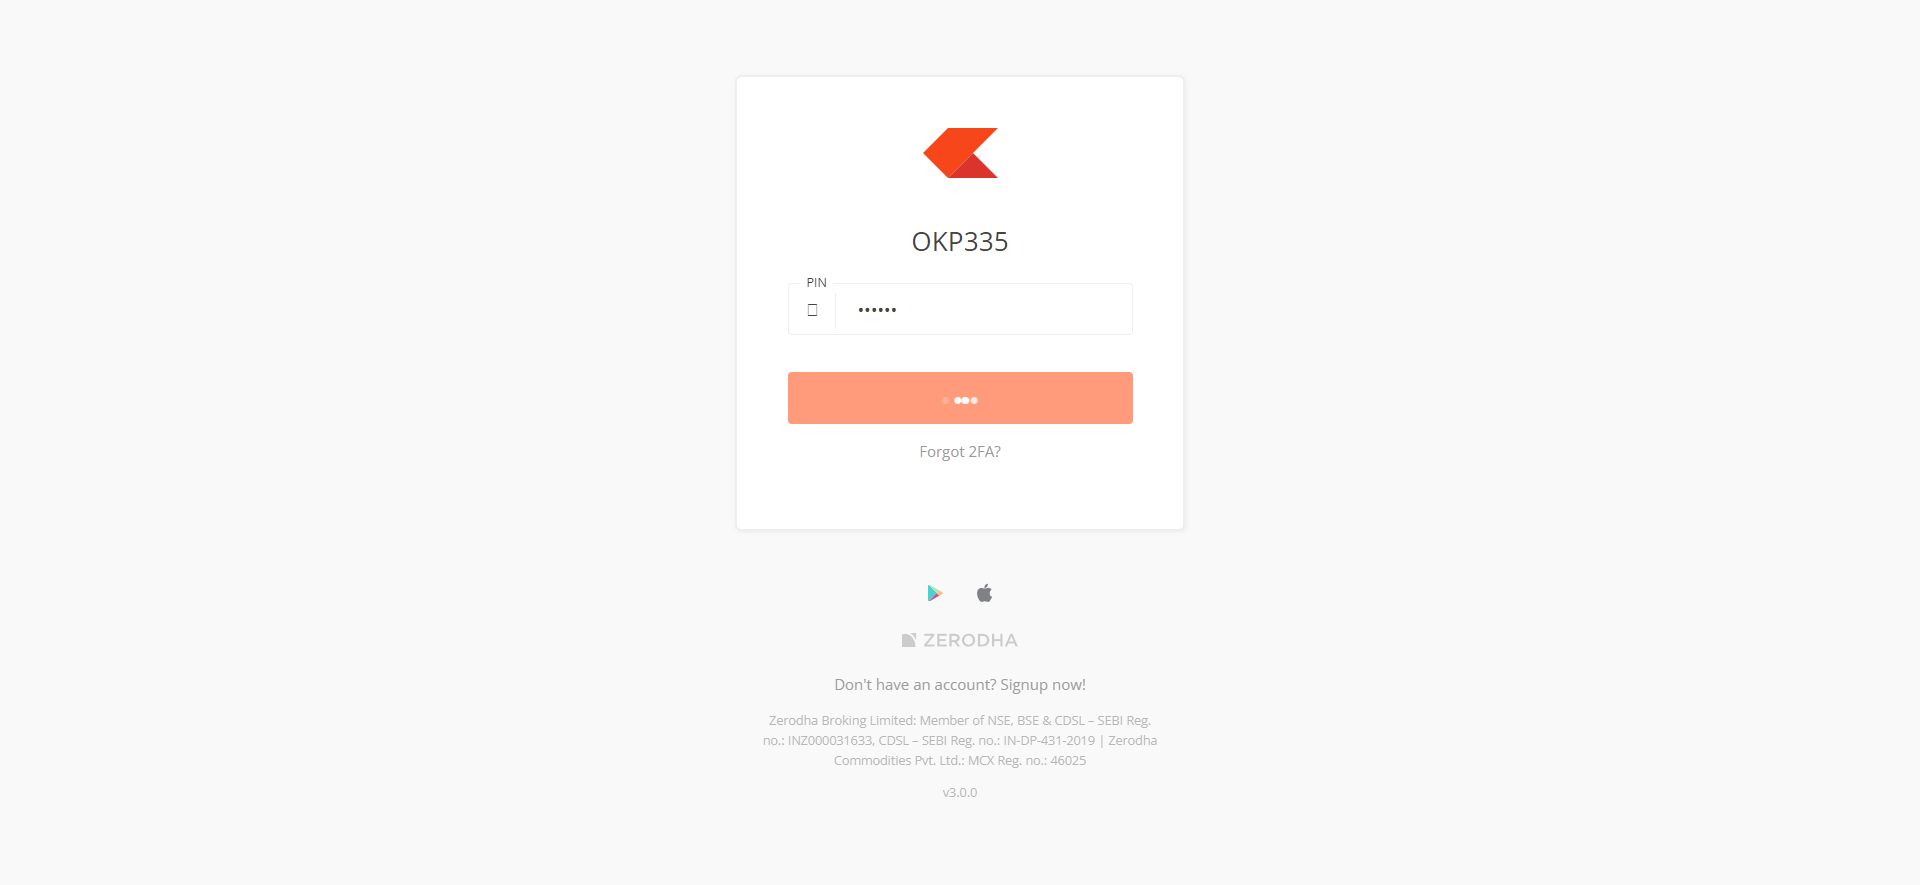 OKP335
PIN
••••••
Forgot 2FA?
ZERODHA
Don't have an account? Signup now!
Zerodha Broking Limited: Member of NSE, BSE & CDSL – SEBI Reg.
no.: INZ000031633, CDSL – SEBI Reg. no.: IN-DP-431-2019 | Zerodha
Commodities Pvt. Ltd.: MCX Reg. no.: 46025
v3.0.0